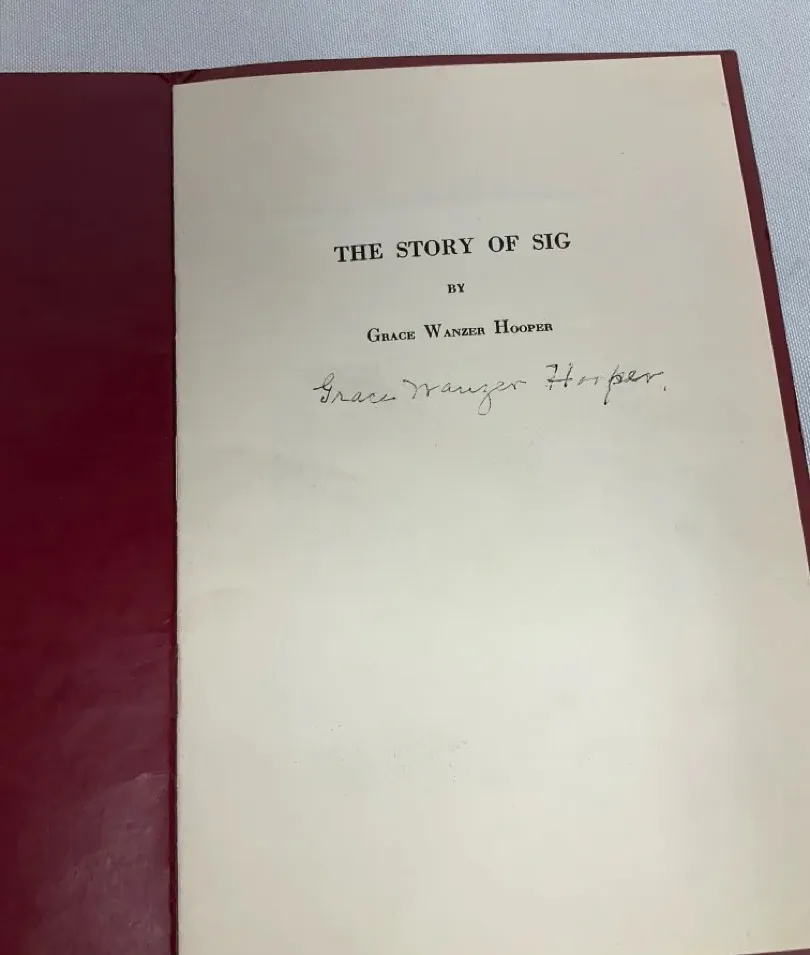 THE STORY OF SIG
BY
GRACE WANZER HOOPER
Grace Wanzer Hooper.